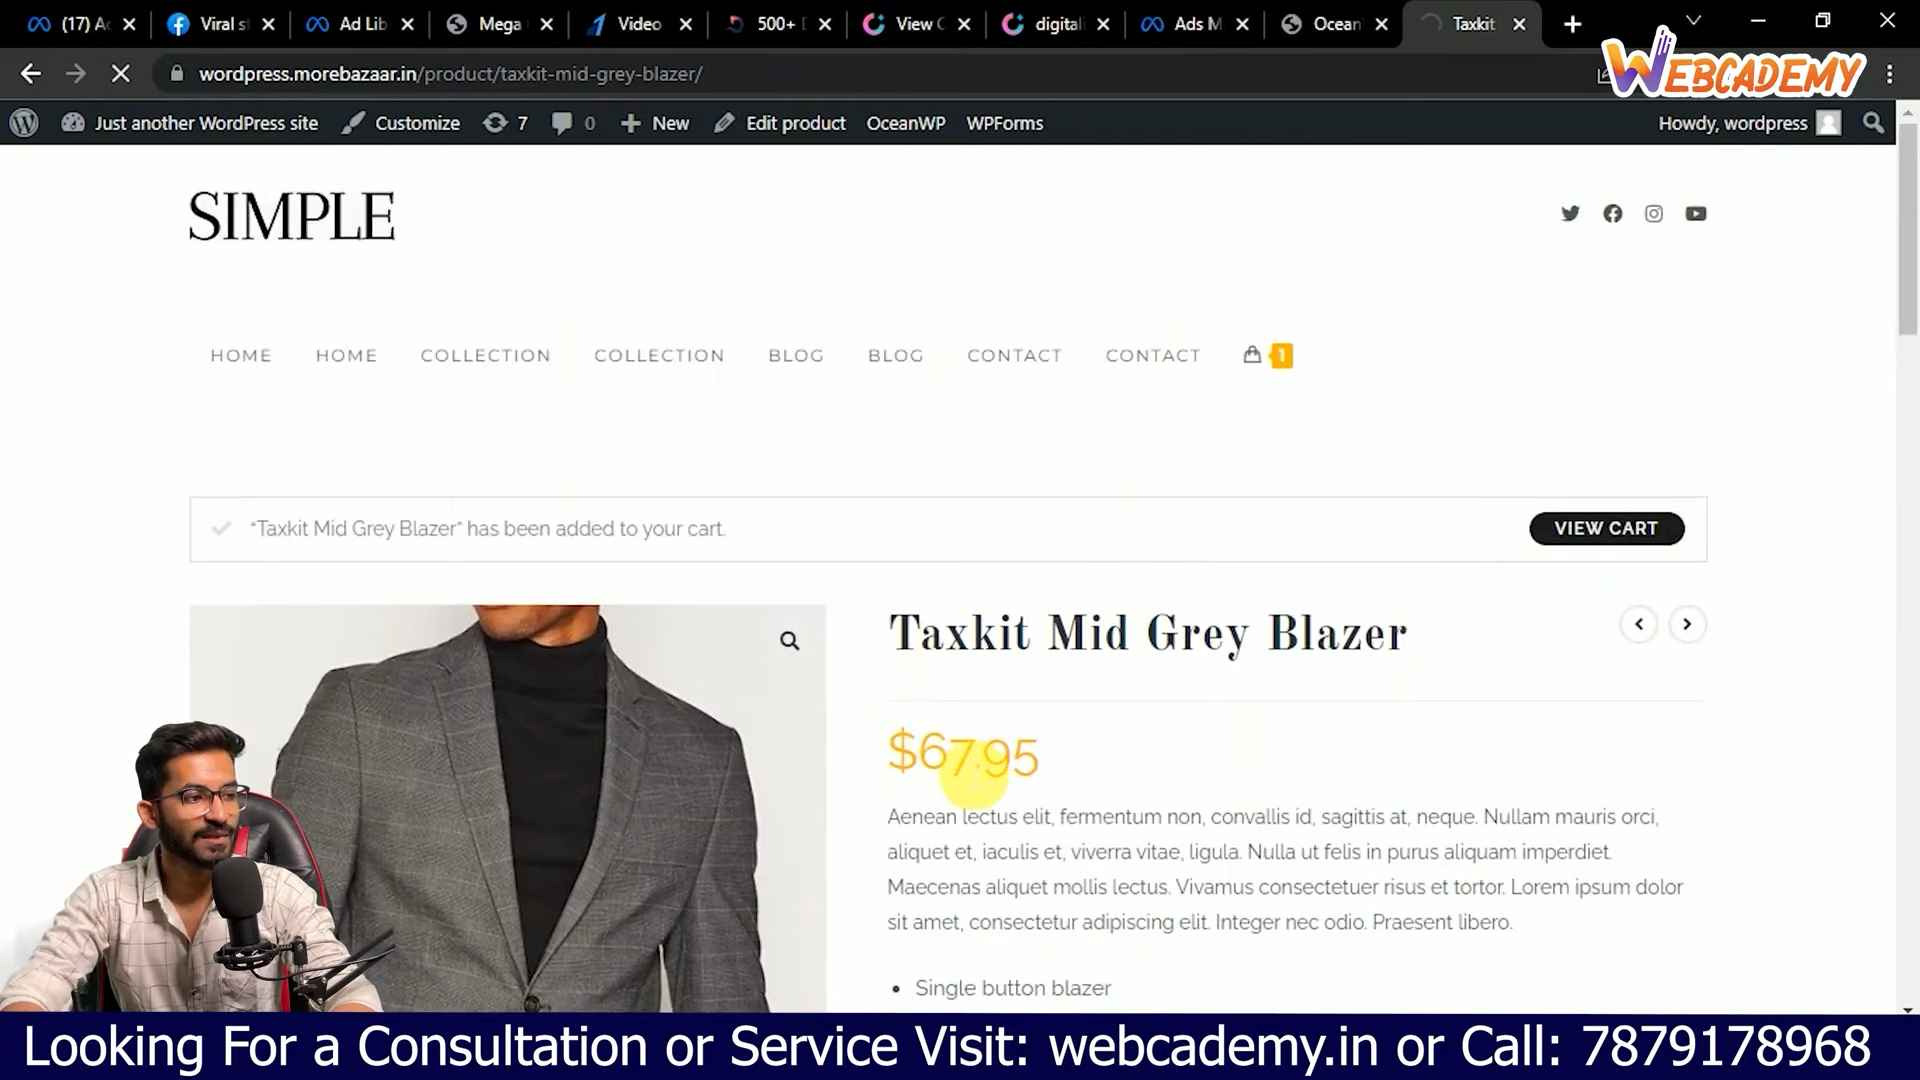 (17) A
Viral s
Ad Lib
Mega
Video
500+ D
View C
digital
Ads M
Ocean
Taxkit
WEBCADEMY
wordpress.morebazaar.in/product/taxkit-mid-grey-blazer/
Just another WordPress site
Customize
7
0
New
Edit product
OceanWP
WPForms
Howdy, wordpress
SIMPLE
HOME
HOME
COLLECTION
COLLECTION
BLOG
BLOG
CONTACT
CONTACT
1
“Taxkit Mid Grey Blazer” has been added to your cart.
VIEW CART
Taxkit Mid Grey Blazer
$67.95
Aenean lectus elit, fermentum non, convallis id, sagittis at, neque. Nullam mauris orci,
aliquet et, iaculis et, viverra vitae, ligula. Nulla ut felis in purus aliquam imperdiet.
Maecenas aliquet mollis lectus. Vivamus consectetuer risus et tortor. Lorem ipsum dolor
sit amet, consectetur adipiscing elit. Integer nec odio. Praesent libero.
• Single button blazer
Looking For a Consultation or Service Visit: webcademy.in or Call: 7879178968